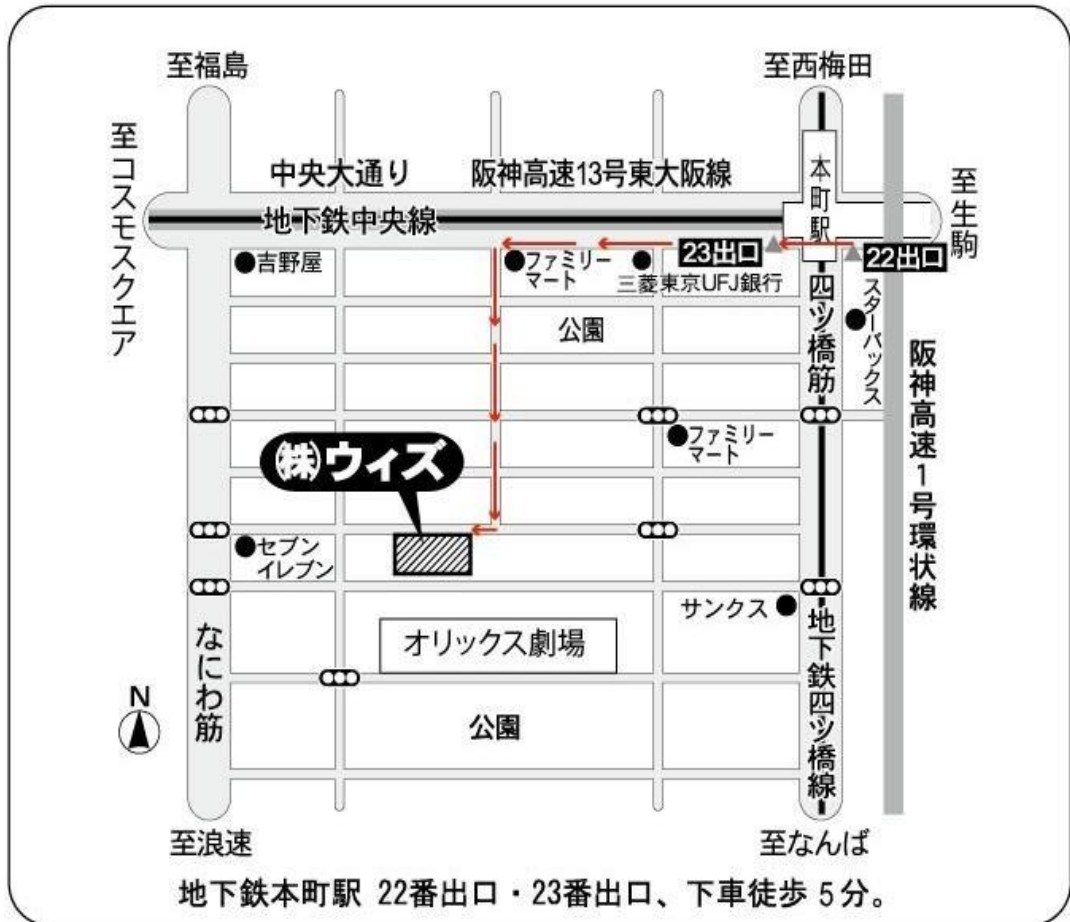 至福島
至西梅田
至コスモスクエア
中央大通り
阪神高速13号東大阪線
本町駅
至生駒
地下鉄中央線
23出口
22出口
吉野屋
ファミリー
マート
三菱東京UFJ銀行
四ツ橋筋
スターバックス
公園
阪神高速1号環状線
ファミリー
マート
㈱ウィズ
セブン
イレブン
サンクス
なにわ筋
オリックス劇場
地下鉄四ツ橋線
N
公園
至浪速
至なんば
地下鉄本町駅 22番出口・23番出口、下車徒歩 5分。